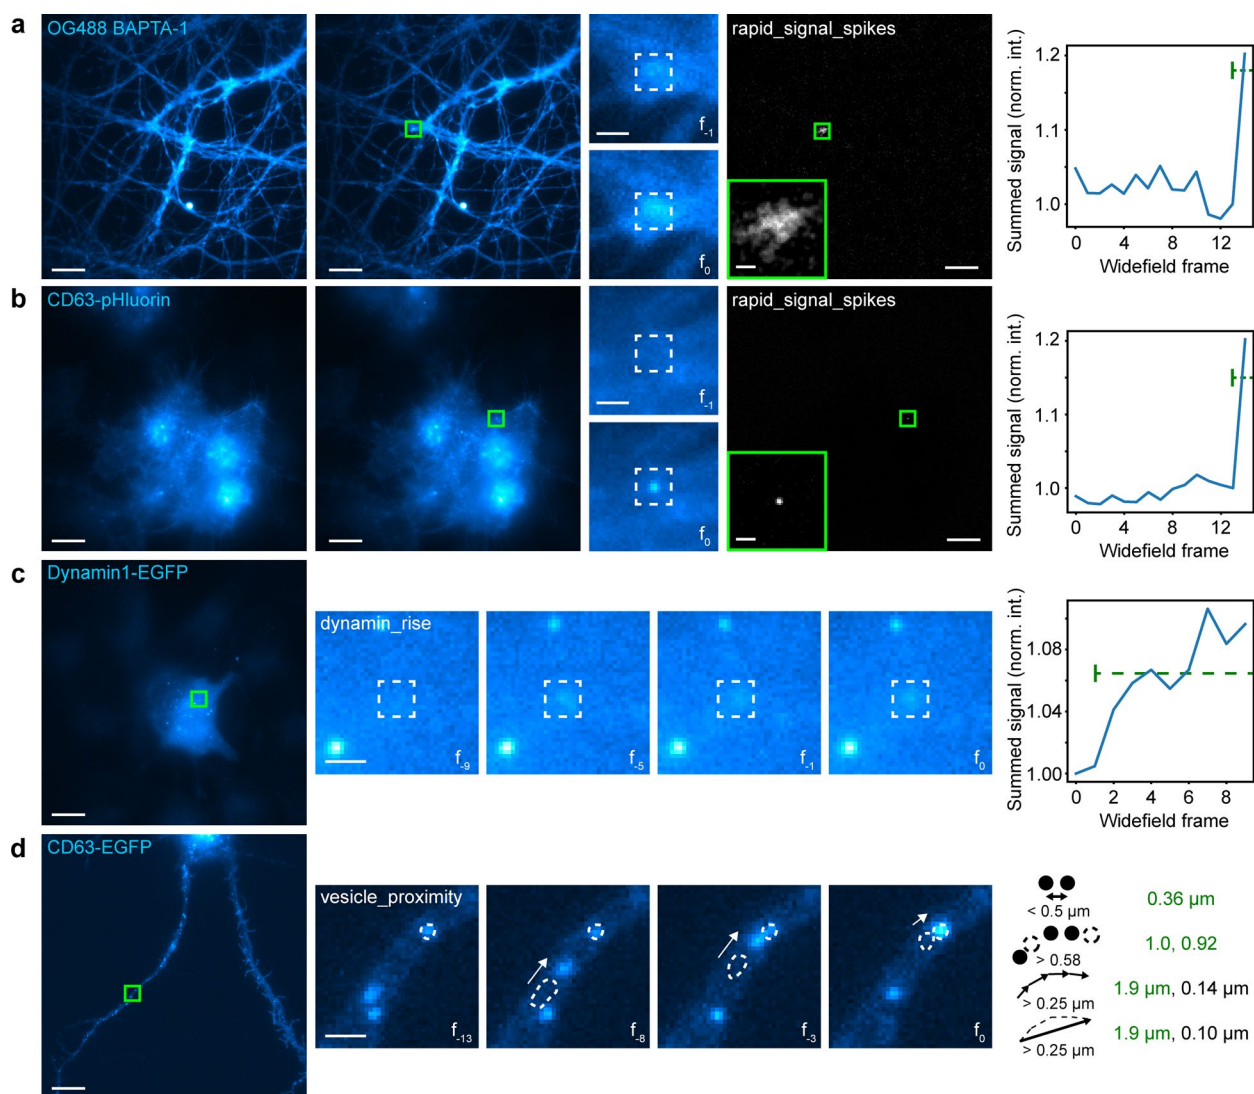 a
OG488 BAPTA-1
f-1
f0
rapid_signal_spikes
Summed signal (norm. int.)
1.2
1.1
1.0
0 4 8 12
Widefield frame
b
CD63-pHluorin
f-1
f0
rapid_signal_spikes
Summed signal (norm. int.)
1.2
1.1
1.0
0 4 8 12
Widefield frame
c
Dynamin1-EGFP
dynamin_rise
f-9
f-5
f-1
f0
Summed signal (norm. int.)
1.08
1.04
1.00
0 2 4 6 8
Widefield frame
d
CD63-EGFP
vesicle_proximity
f-13
f-8
f-3
f0
< 0.5 µm
0.36 µm
> 0.58
1.0, 0.92
> 0.25 µm
1.9 µm, 0.14 µm
> 0.25 µm
1.9 µm, 0.10 µm